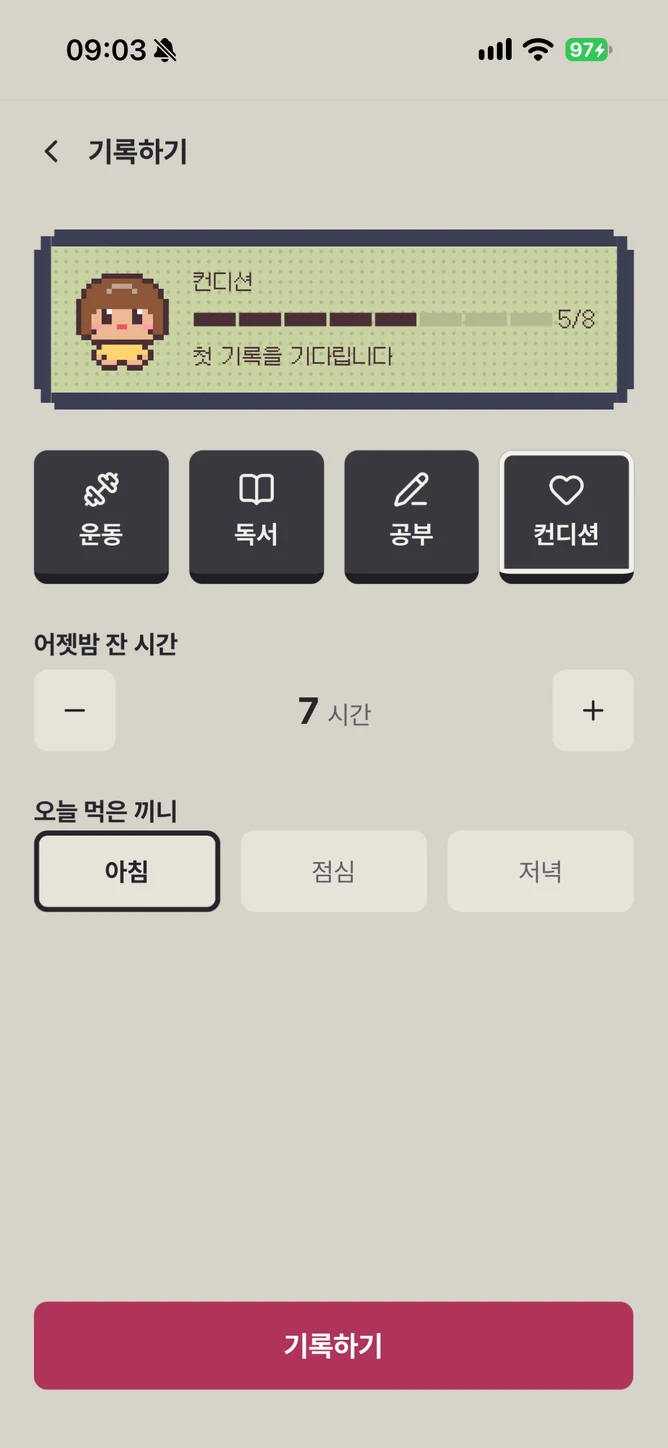 09:03
97
기록하기
컨디션
5/8
첫 기록을 기다립니다
운동
독서
공부
컨디션
어젯밤 잔 시간
− 7 시간 +
오늘 먹은 끼니
아침 점심 저녁
기록하기